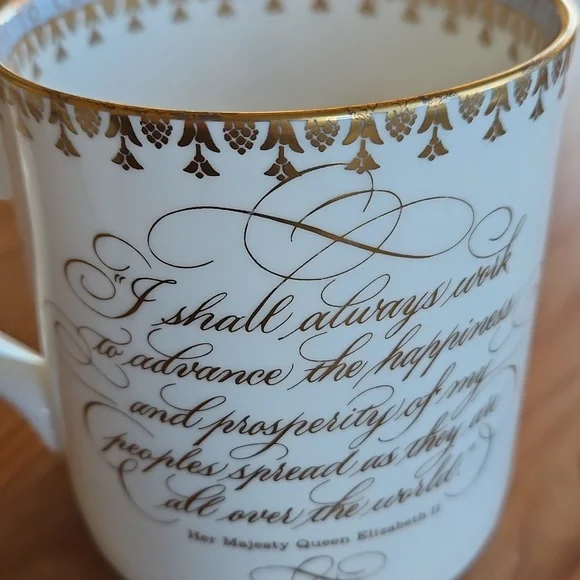 "I shall always work
to advance the happiness
and prosperity of my
peoples spread as they are
all over the world."
Her Majesty Queen Elizabeth II